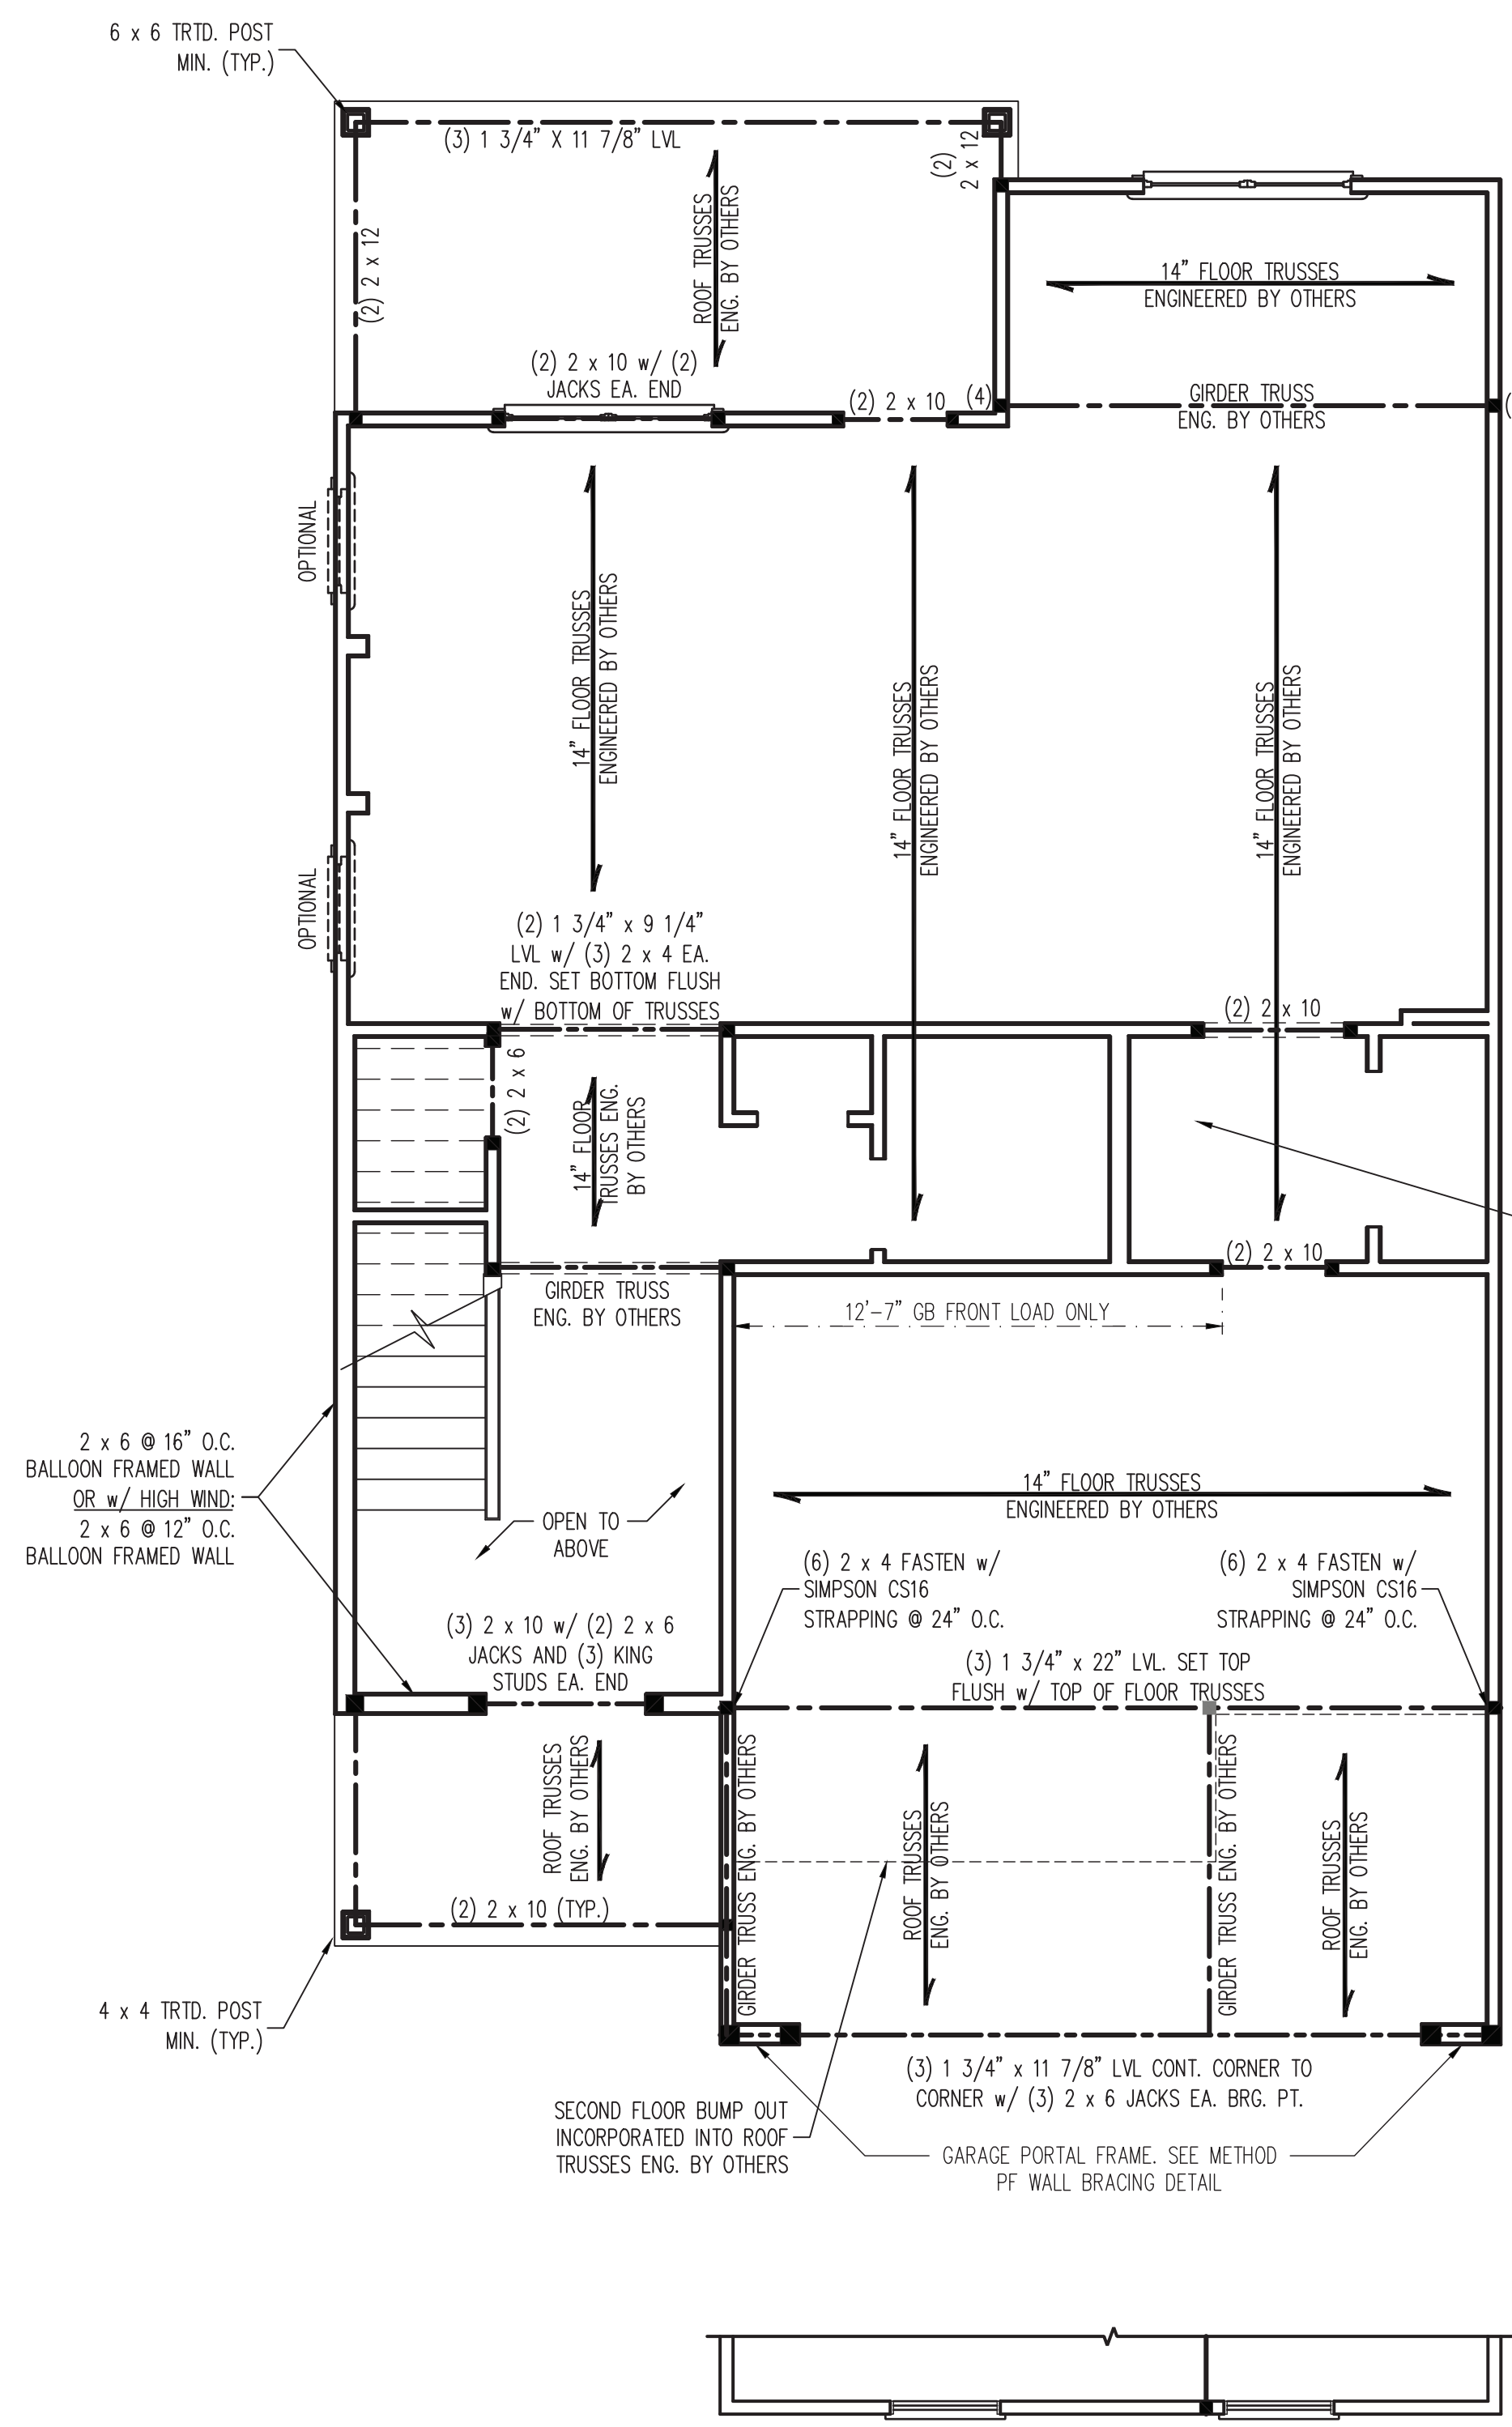 6 x 6 TRTD. POST
MIN. (TYP.)
(3) 1 3/4" X 11 7/8" LVL
(2)
2 x 12
(2) 2 x 12
ROOF TRUSSES
ENG. BY OTHERS
14" FLOOR TRUSSES
ENGINEERED BY OTHERS
(2) 2 x 10 w/ (2)
JACKS EA. END
(2) 2 x 10
(4)
GIRDER TRUSS
ENG. BY OTHERS
(
OPTIONAL
14" FLOOR TRUSSES
ENGINEERED BY OTHERS
14" FLOOR TRUSSES
ENGINEERED BY OTHERS
14" FLOOR TRUSSES
ENGINEERED BY OTHERS
OPTIONAL
(2) 1 3/4" x 9 1/4"
LVL w/ (3) 2 x 4 EA.
END. SET BOTTOM FLUSH
w/ BOTTOM OF TRUSSES
(2) 2 x 10
(2) 2 x 6
14" FLOOR
TRUSSES ENG.
BY OTHERS
(2) 2 x 10
GIRDER TRUSS
ENG. BY OTHERS
12'-7" GB FRONT LOAD ONLY
2 x 6 @ 16" O.C.
BALLOON FRAMED WALL
OR w/ HIGH WIND:
2 x 6 @ 12" O.C.
BALLOON FRAMED WALL
14" FLOOR TRUSSES
ENGINEERED BY OTHERS
OPEN TO
ABOVE
(6) 2 x 4 FASTEN w/
SIMPSON CS16
STRAPPING @ 24" O.C.
(6) 2 x 4 FASTEN w/
SIMPSON CS16
STRAPPING @ 24" O.C.
(3) 2 x 10 w/ (2) 2 x 6
JACKS AND (3) KING
STUDS EA. END
(3) 1 3/4" x 22" LVL. SET TOP
FLUSH w/ TOP OF FLOOR TRUSSES
ROOF TRUSSES
ENG. BY OTHERS
GIRDER TRUSS ENG. BY OTHERS
ROOF TRUSSES
ENG. BY OTHERS
GIRDER TRUSS ENG. BY OTHERS
ROOF TRUSSES
ENG. BY OTHERS
(2) 2 x 10 (TYP.)
4 x 4 TRTD. POST
MIN. (TYP.)
(3) 1 3/4" x 11 7/8" LVL CONT. CORNER TO
CORNER w/ (3) 2 x 6 JACKS EA. BRG. PT.
SECOND FLOOR BUMP OUT
INCORPORATED INTO ROOF
TRUSSES ENG. BY OTHERS
GARAGE PORTAL FRAME. SEE METHOD
PF WALL BRACING DETAIL